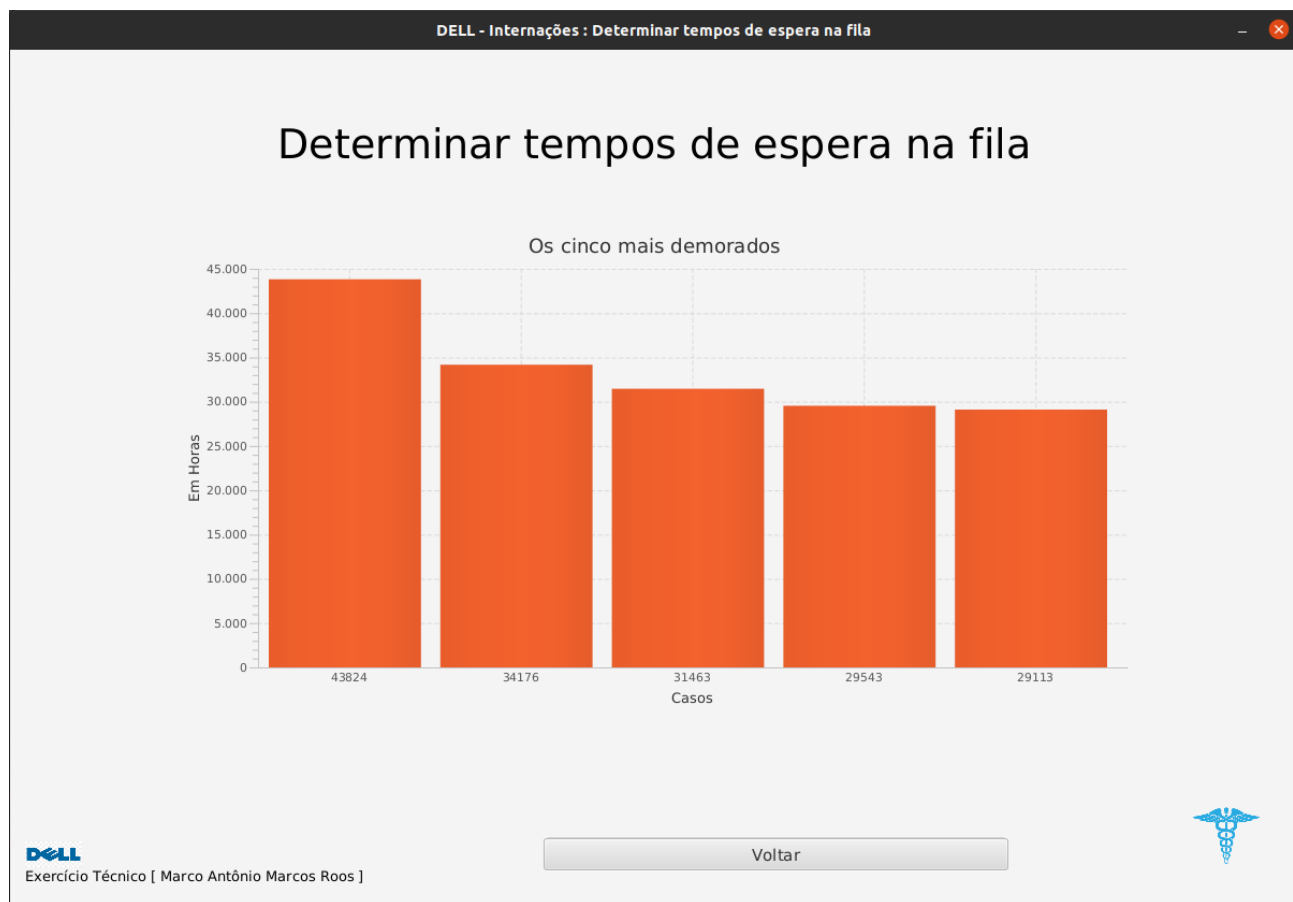 DELL - Internações : Determinar tempos de espera na fila
Determinar tempos de espera na fila
Os cinco mais demorados
45.000
40.000
35.000
30.000
25.000
20.000
15.000
10.000
5.000
0
Em Horas
43824 34176 31463 29543 29113
Casos
Voltar
DELL
Exercício Técnico [ Marco Antônio Marcos Roos ]